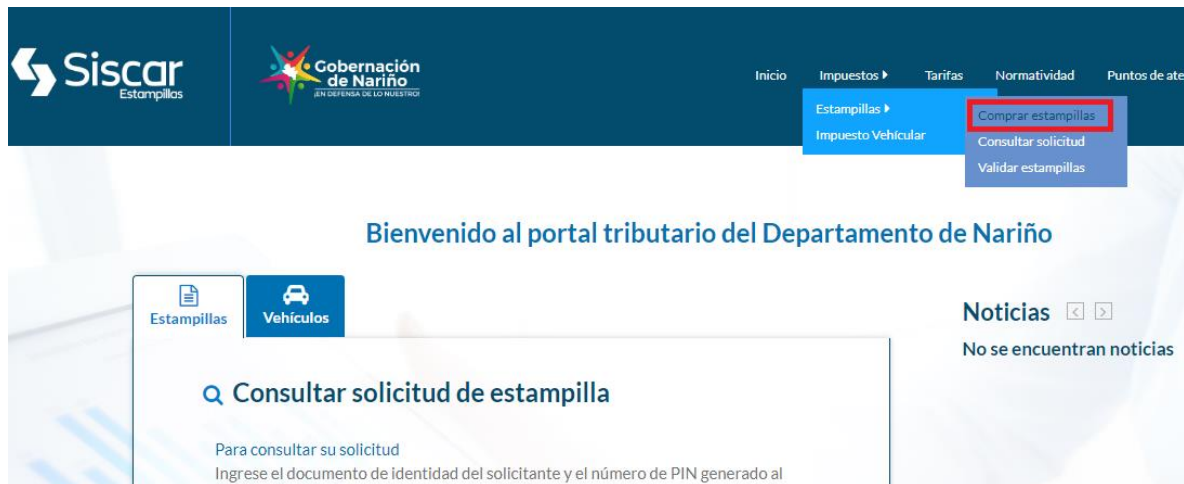 Siscar
Estampillas
Gobernación
de Nariño
¡EN DEFENSA DE LO NUESTRO!
Inicio Impuestos Tarifas Normatividad Puntos de ate
Estampillas
Impuesto Vehícular
Comprar estampillas
Consultar solicitud
Validar estampillas
Bienvenido al portal tributario del Departamento de Nariño
Estampillas
Vehículos
Noticias
No se encuentran noticias
Consultar solicitud de estampilla
Para consultar su solicitud
Ingrese el documento de identidad del solicitante y el número de PIN generado al